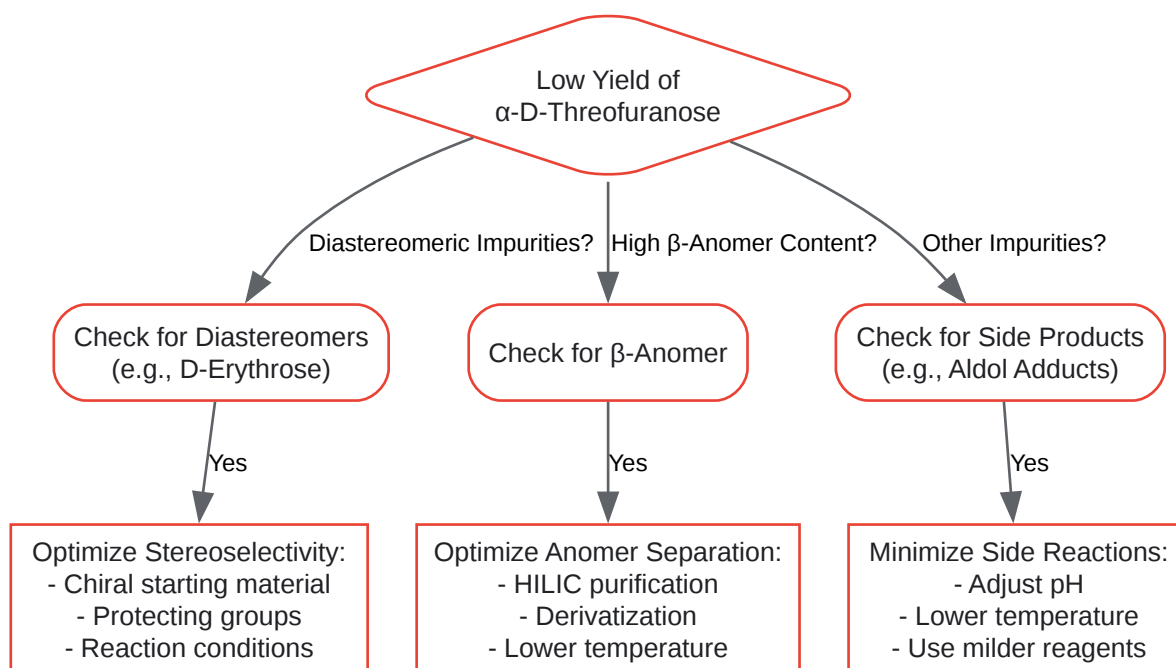 Low Yield of
α-D-Threofuranose
Diastereomeric Impurities?
High β-Anomer Content?
Other Impurities?
Check for Diastereomers
(e.g., D-Erythrose)
Check for β-Anomer
Check for Side Products
(e.g., Aldol Adducts)
Yes
Yes
Yes
Optimize Stereoselectivity:
- Chiral starting material
- Protecting groups
- Reaction conditions
Optimize Anomer Separation:
- HILIC purification
- Derivatization
- Lower temperature
Minimize Side Reactions:
- Adjust pH
- Lower temperature
- Use milder reagents